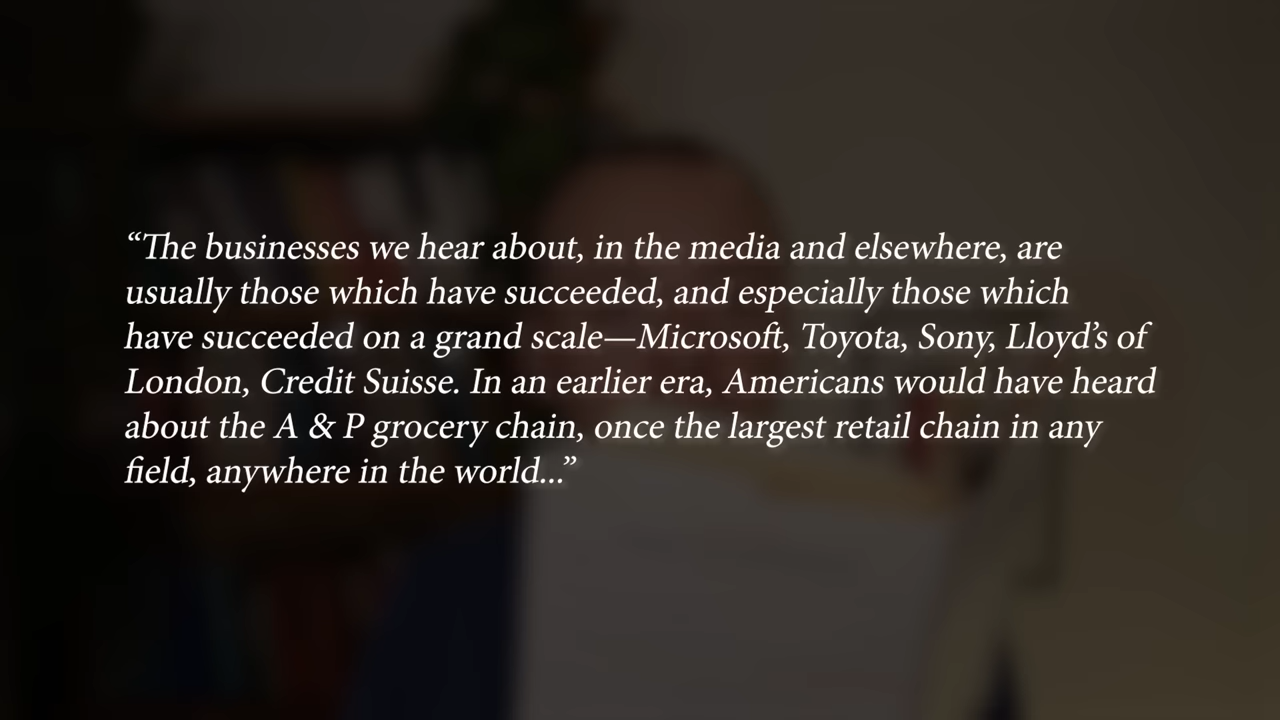 “The businesses we hear about, in the media and elsewhere, are
usually those which have succeeded, and especially those which
have succeeded on a grand scale—Microsoft, Toyota, Sony, Lloyd’s of
London, Credit Suisse. In an earlier era, Americans would have heard
about the A & P grocery chain, once the largest retail chain in any
field, anywhere in the world...”